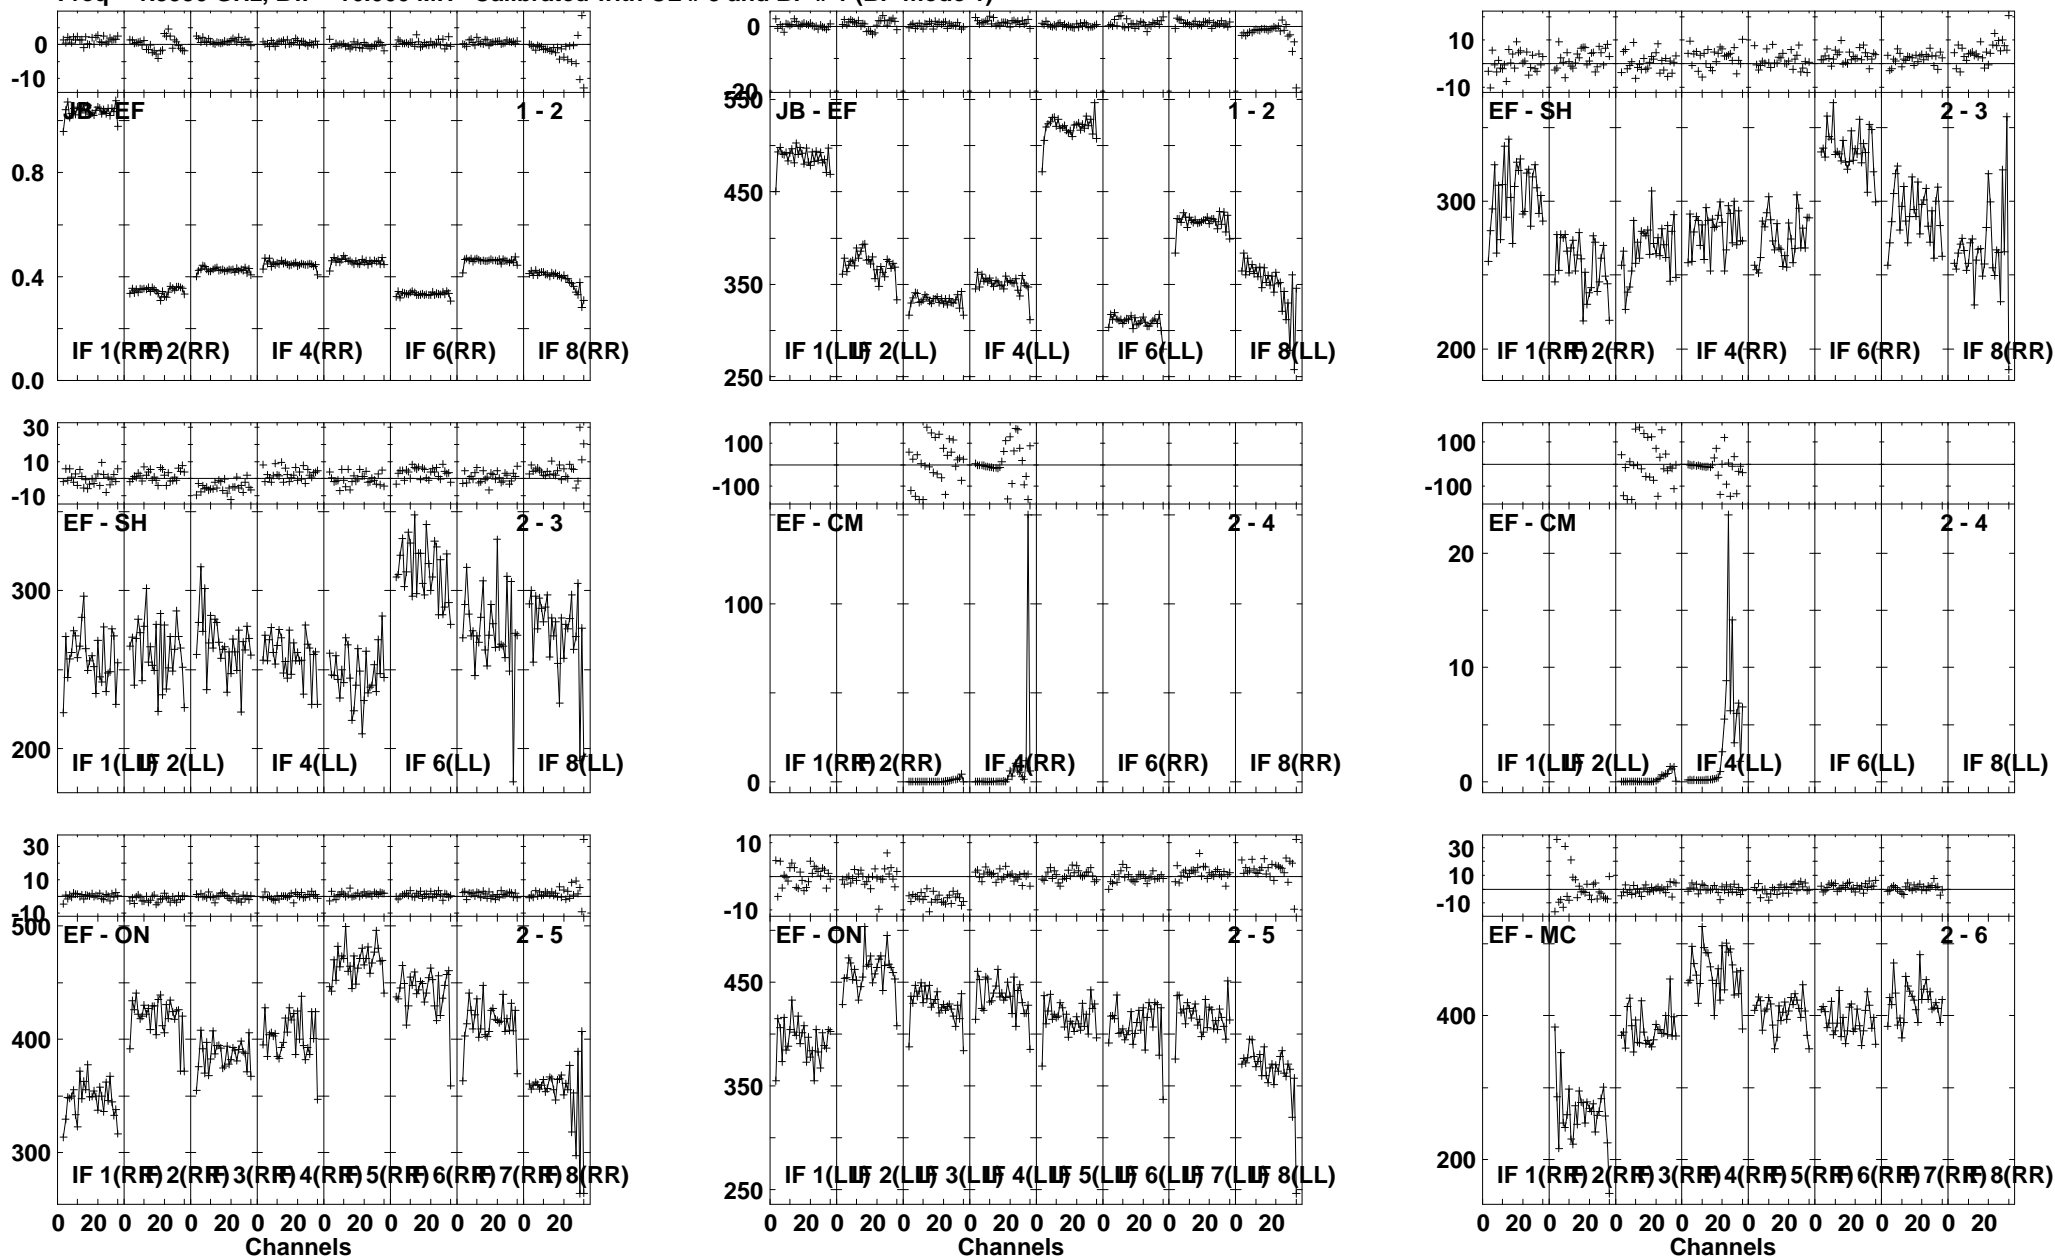 0
-10
JB - EF
1 - 2
0.8
0.4
0.0
IF 1(RR) IF 2(RR) IF 4(RR) IF 6(RR) IF 8(RR)
0
-20
550
JB - EF
1 - 2
450
350
250
IF 1(LL) IF 2(LL) IF 4(LL) IF 6(LL) IF 8(LL)
10
-10
EF - SH
2 - 3
300
200
IF 1(RR) IF 2(RR) IF 4(RR) IF 6(RR) IF 8(RR)
30
10
-10
EF - SH
2 - 3
300
200
IF 1(LL) IF 2(LL) IF 4(LL) IF 6(LL) IF 8(LL)
100
-100
EF - CM
2 - 4
100
0
IF 1(RR) IF 2(RR) IF 4(RR) IF 6(RR) IF 8(RR)
100
-100
EF - CM
2 - 4
20
10
0
IF 1(LL) IF 2(LL) IF 4(LL) IF 6(LL) IF 8(LL)
30
10
-10
500
EF - ON
2 - 5
400
300
IF 1(RR) IF 2(RR) IF 3(RR) IF 4(RR) IF 5(RR) IF 6(RR) IF 7(RR) IF 8(RR)
0 20 0 20 0 20 0 20 0 20 0 20 0 20 0 20
Channels
10
-10
EF - ON
2 - 5
450
350
250
IF 1(LL) IF 2(LL) IF 3(LL) IF 4(LL) IF 5(LL) IF 6(LL) IF 7(LL) IF 8(LL)
0 20 0 20 0 20 0 20 0 20 0 20 0 20 0 20
Channels
30
10
-10
EF - MC
2 - 6
400
200
IF 1(RR) IF 2(RR) IF 3(RR) IF 4(RR) IF 5(RR) IF 6(RR) IF 7(RR) IF 8(RR)
0 20 0 20 0 20 0 20 0 20 0 20 0 20 0 20
Channels